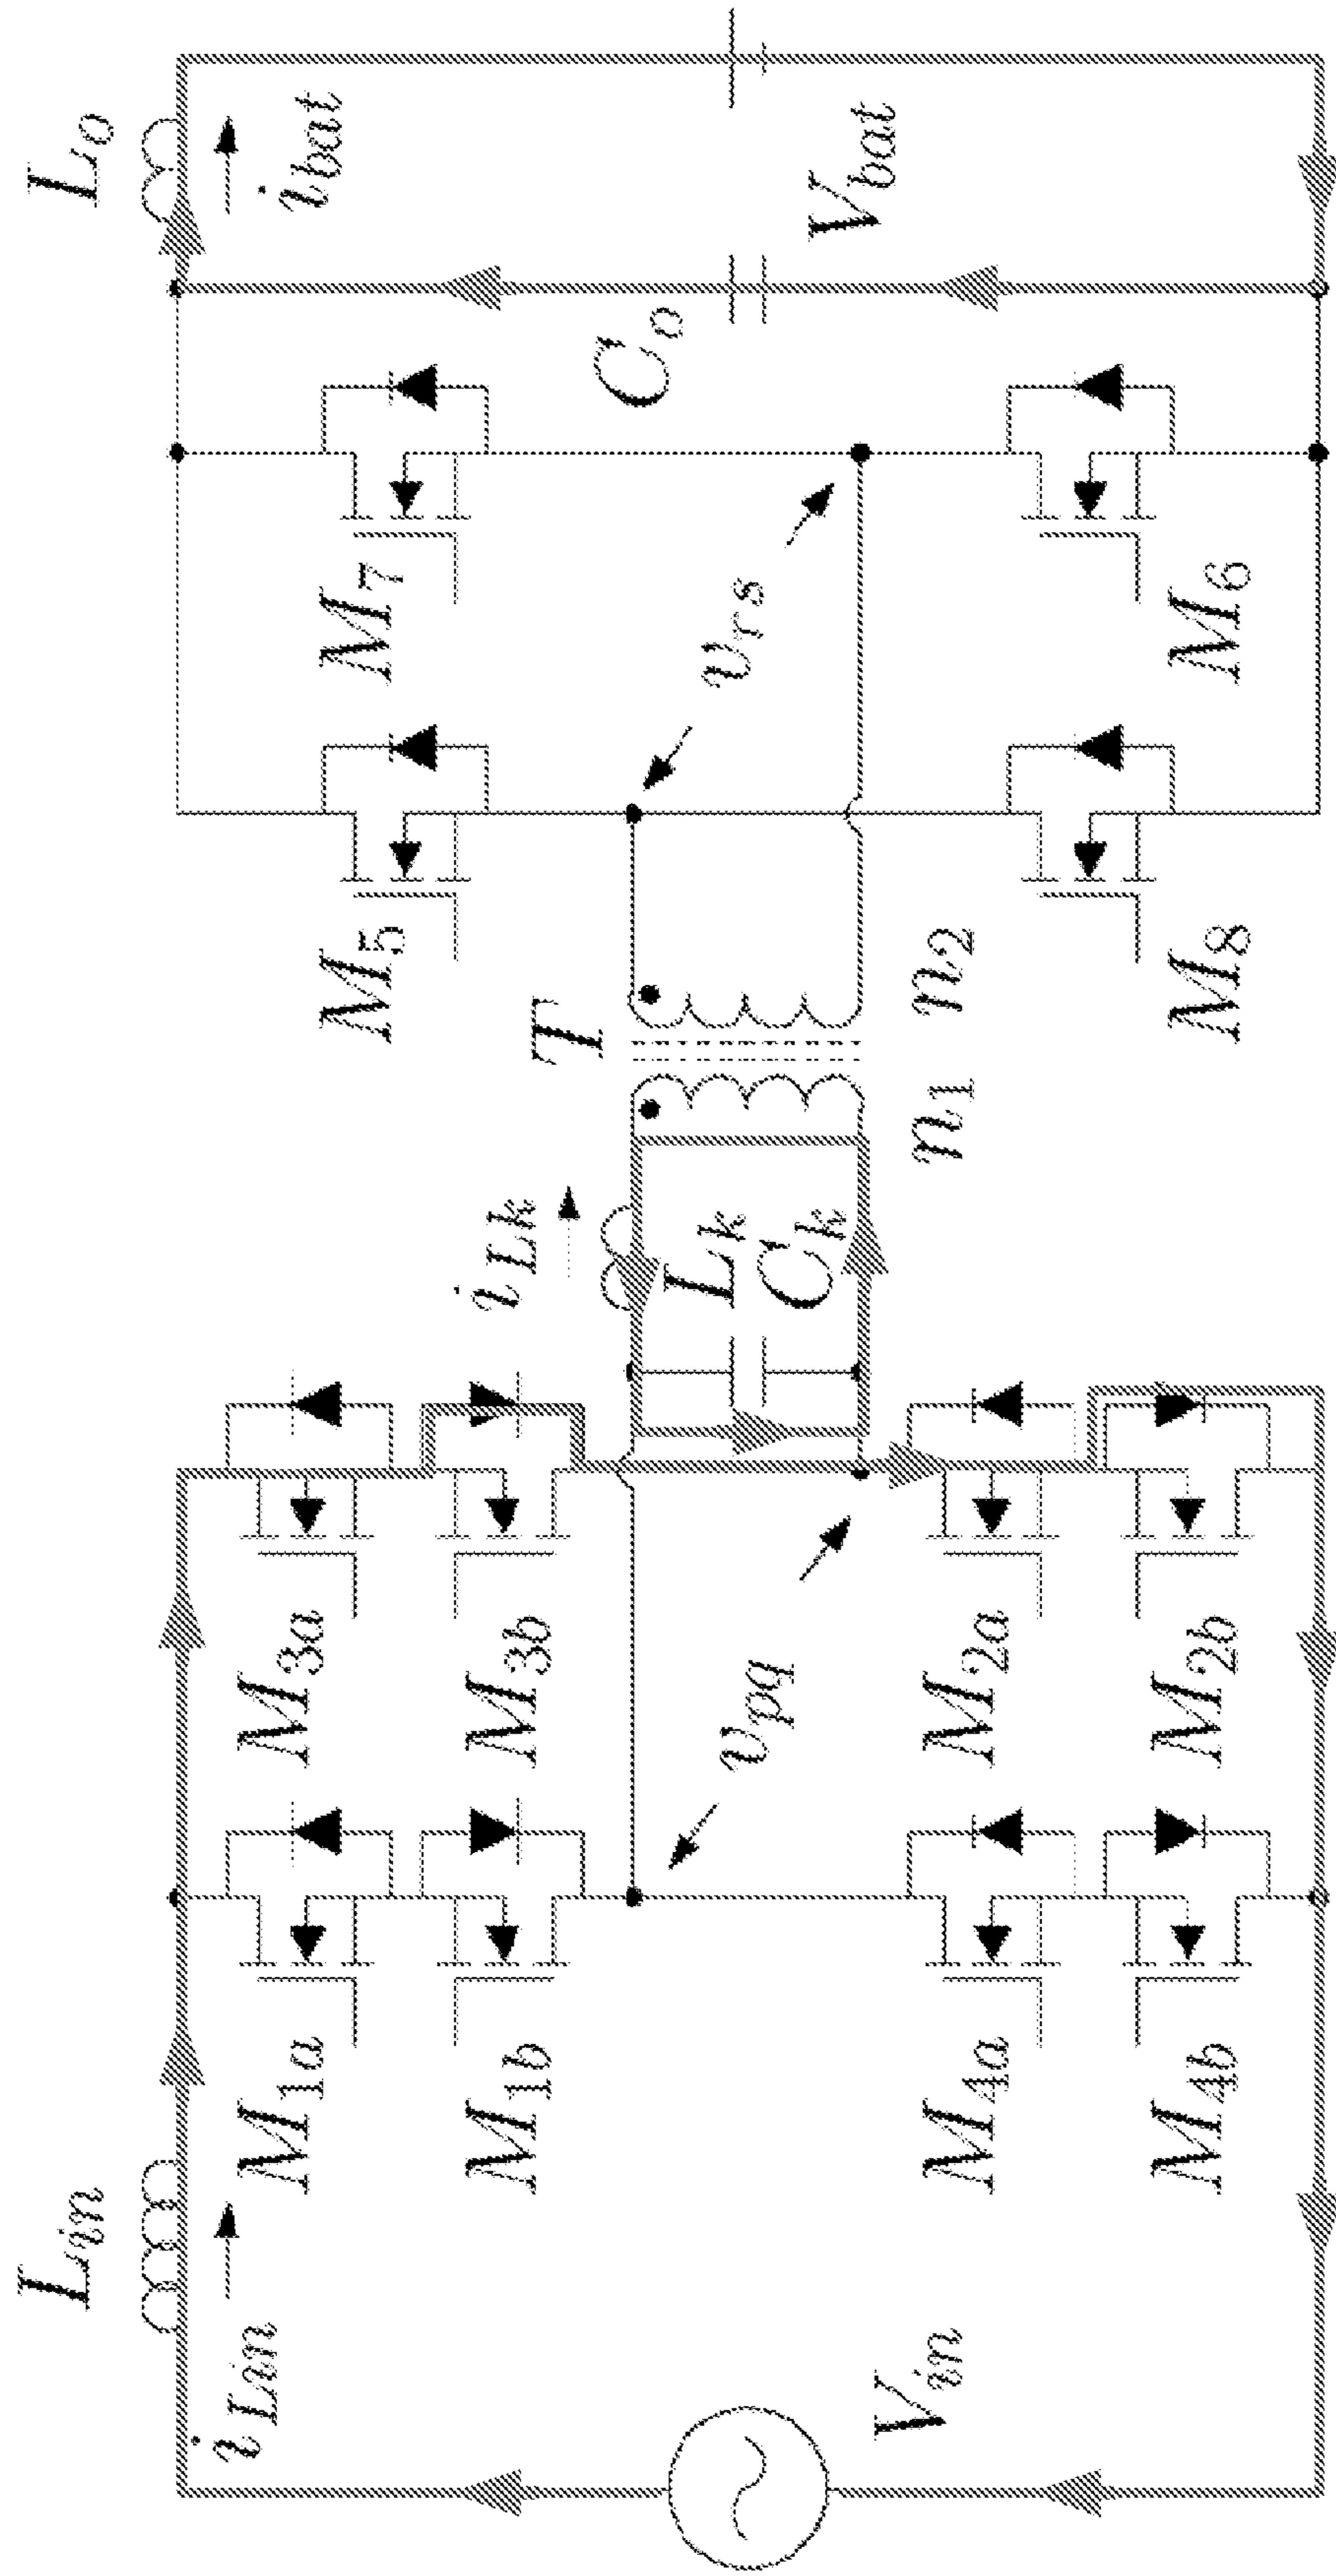 L_in
i_Lin
V_in
M_1a
M_1b
M_4a
M_4b
M_3a
M_3b
M_2a
M_2b
v_pq
i_Lk
L_k
C_k
T
n_1
n_2
M_5
M_8
M_7
M_6
v_rs
C_o
L_o
i_bat
V_bat